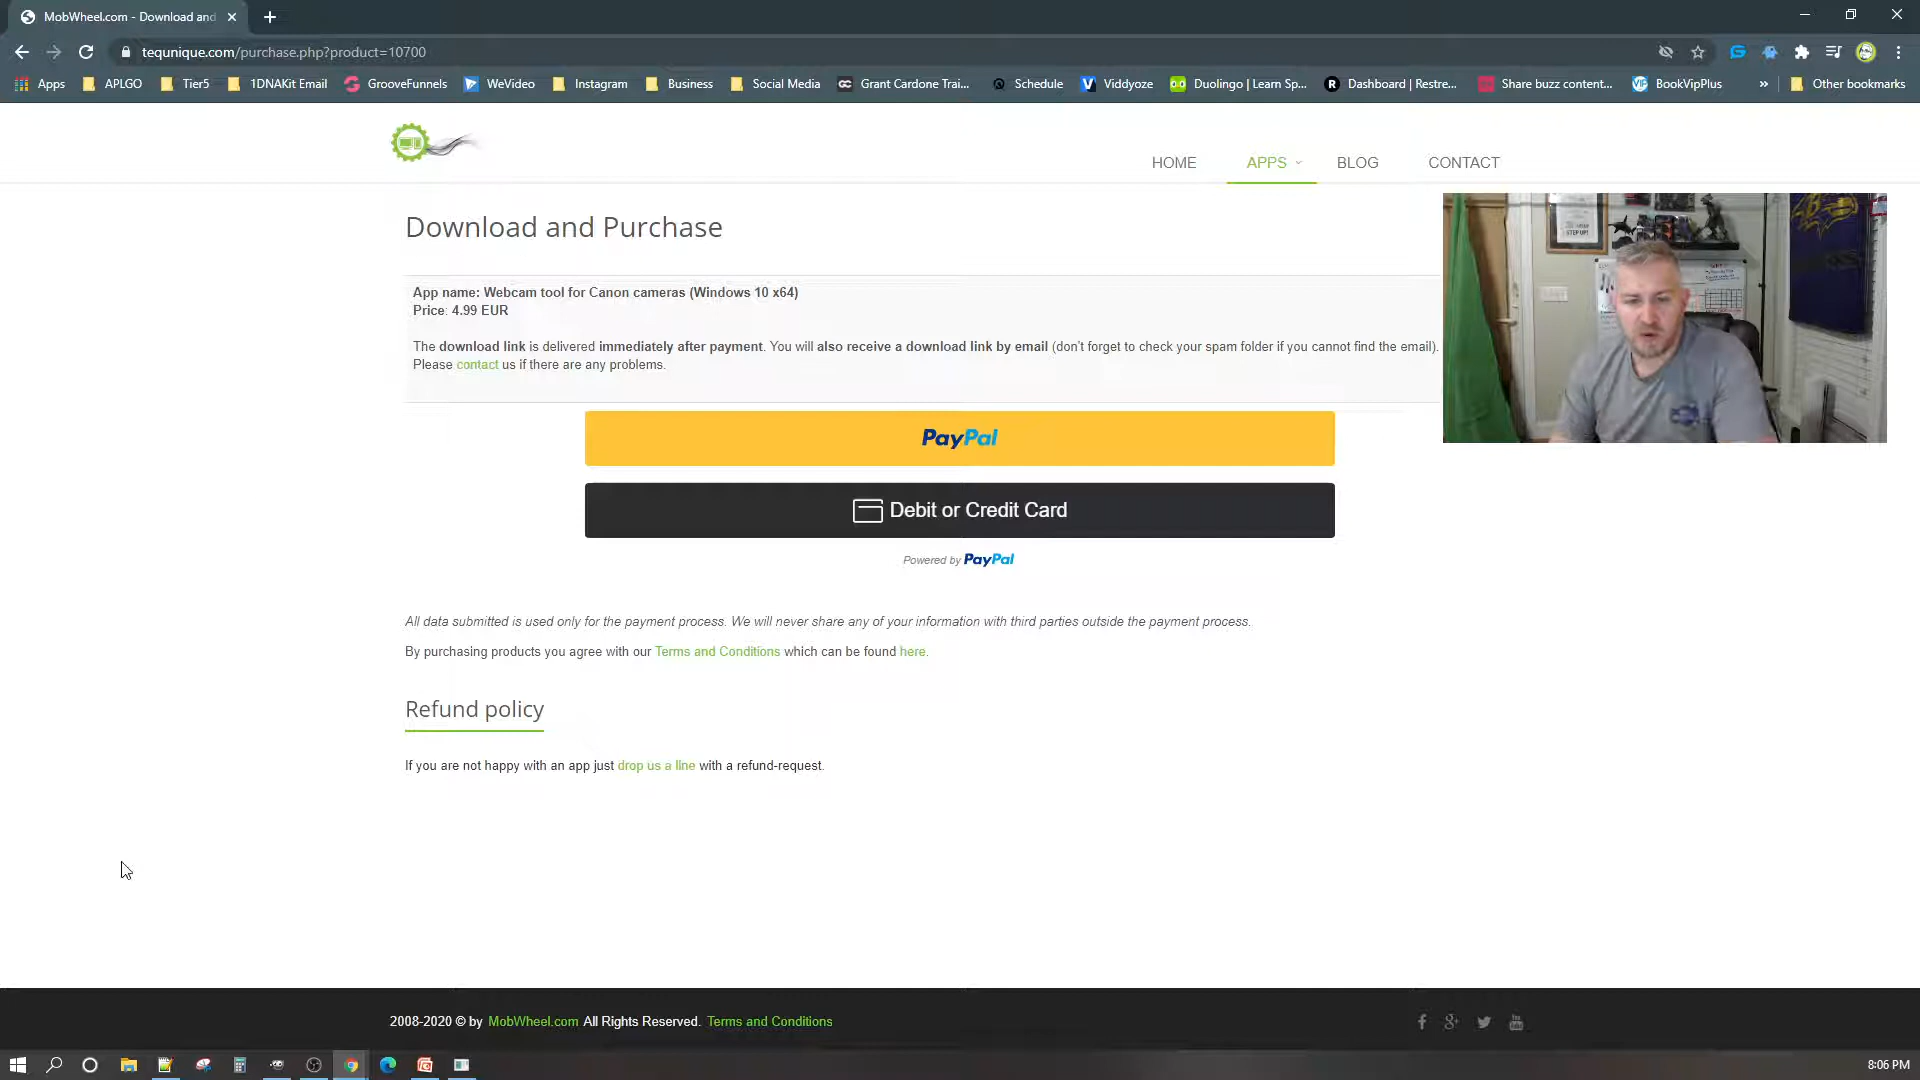 MobWheel.com - Download and
tequnique.com/purchase.php?product=10700
Apps APLGO Tier5 1DNAKit Email GrooveFunnels WeVideo Instagram Business Social Media Grant Cardone Trai... Schedule Viddyoze Duolingo | Learn Sp... Dashboard | Restre... Share buzz content... BookVipPlus » Other bookmarks
HOME APPS BLOG CONTACT
Download and Purchase
App name: Webcam tool for Canon cameras (Windows 10 x64)
Price: 4.99 EUR
The download link is delivered immediately after payment. You will also receive a download link by email (don't forget to check your spam folder if you cannot find the email).
Please contact us if there are any problems.
PayPal
Debit or Credit Card
Powered by PayPal
All data submitted is used only for the payment process. We will never share any of your information with third parties outside the payment process.
By purchasing products you agree with our Terms and Conditions which can be found here.
Refund policy
If you are not happy with an app just drop us a line with a refund-request.
2008-2020 © by MobWheel.com All Rights Reserved. Terms and Conditions
8:06 PM